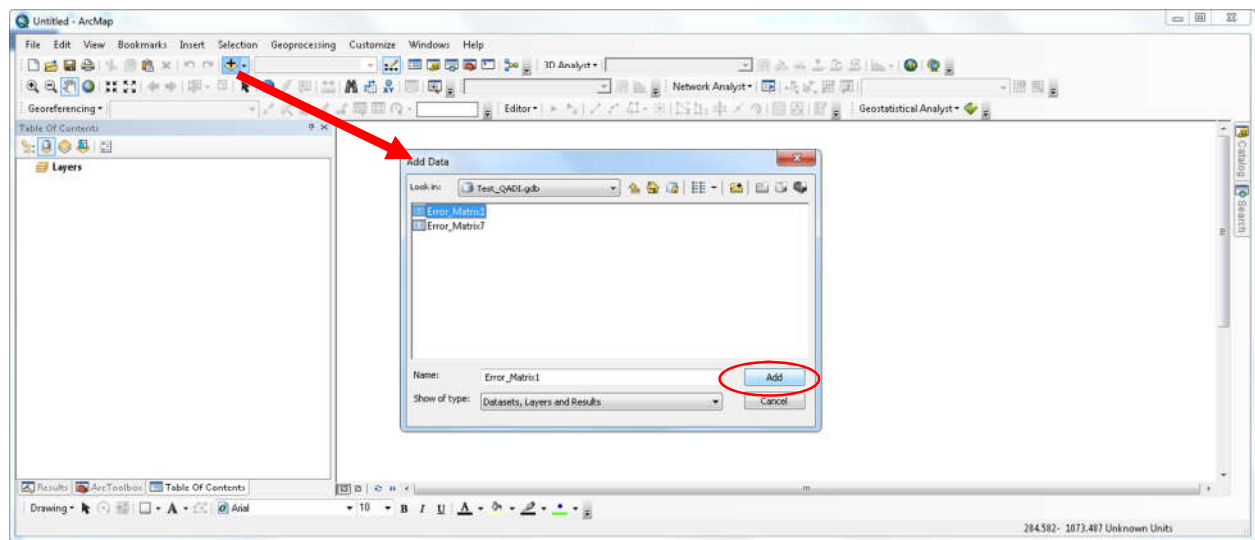 Untitled - ArcMap
File Edit View Bookmarks Insert Selection Geoprocessing Customize Windows Help
3D Analyst
Network Analyst
Georeferencing Editor Geostatistical Analyst
Table Of Contents
Layers
Add Data
Look in: Test_QADI.gdb
Error_Matrix1
Error_Matrix7
Name: Error_Matrix1 Add
Show of type: Datasets, Layers and Results Cancel
Catalog
Search
Results ArcToolbox Table Of Contents
Drawing A Arial 10 B I U A
284.582- 1073.487 Unknown Units